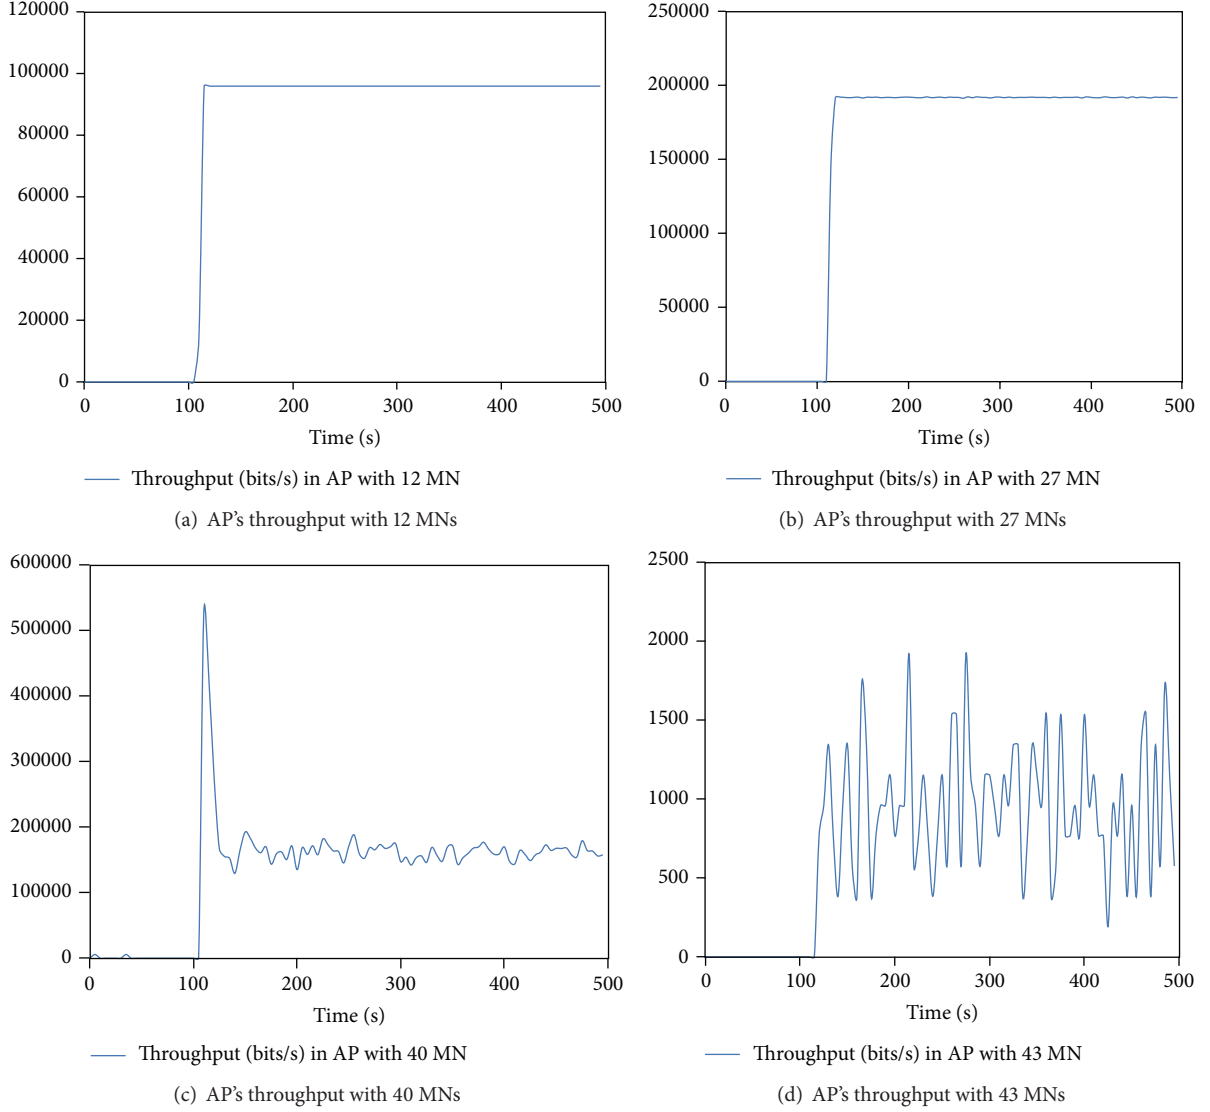 120000
100000
80000
60000
40000
20000
0
0 100 200 300 400 500
Time (s)
Throughput (bits/s) in AP with 12 MN
(a) AP's throughput with 12 MNs
250000
200000
150000
100000
50000
0
0 100 200 300 400 500
Time (s)
Throughput (bits/s) in AP with 27 MN
(b) AP's throughput with 27 MNs
600000
500000
400000
300000
200000
100000
0
0 100 200 300 400 500
Time (s)
Throughput (bits/s) in AP with 40 MN
(c) AP's throughput with 40 MNs
2500
2000
1500
1000
500
0
0 100 200 300 400 500
Time (s)
Throughput (bits/s) in AP with 43 MN
(d) AP's throughput with 43 MNs